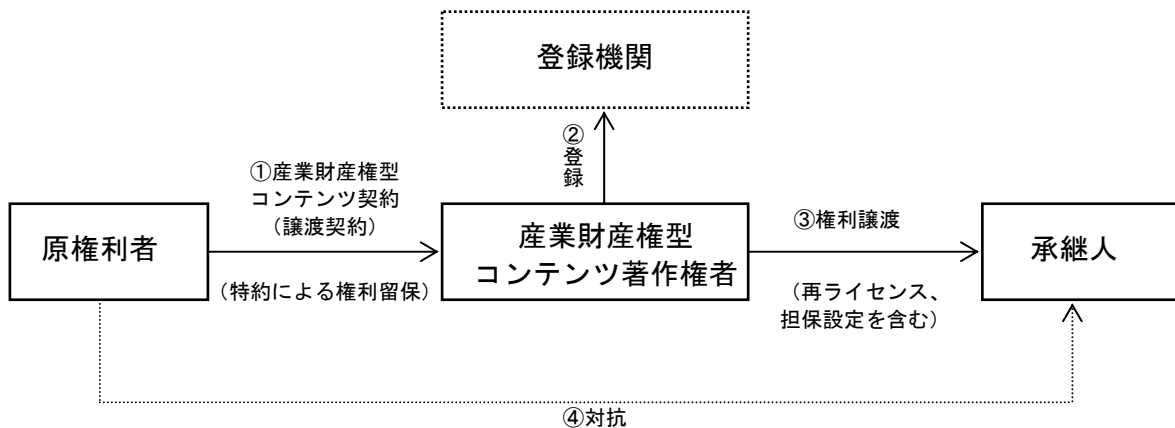 登録機関
②登録
①産業財産権型
コンテンツ契約
（譲渡契約）
③権利譲渡
原権利者
産業財産権型
コンテンツ著作権者
承継人
（特約による権利留保）
（再ライセンス、
担保設定を含む）
④対抗